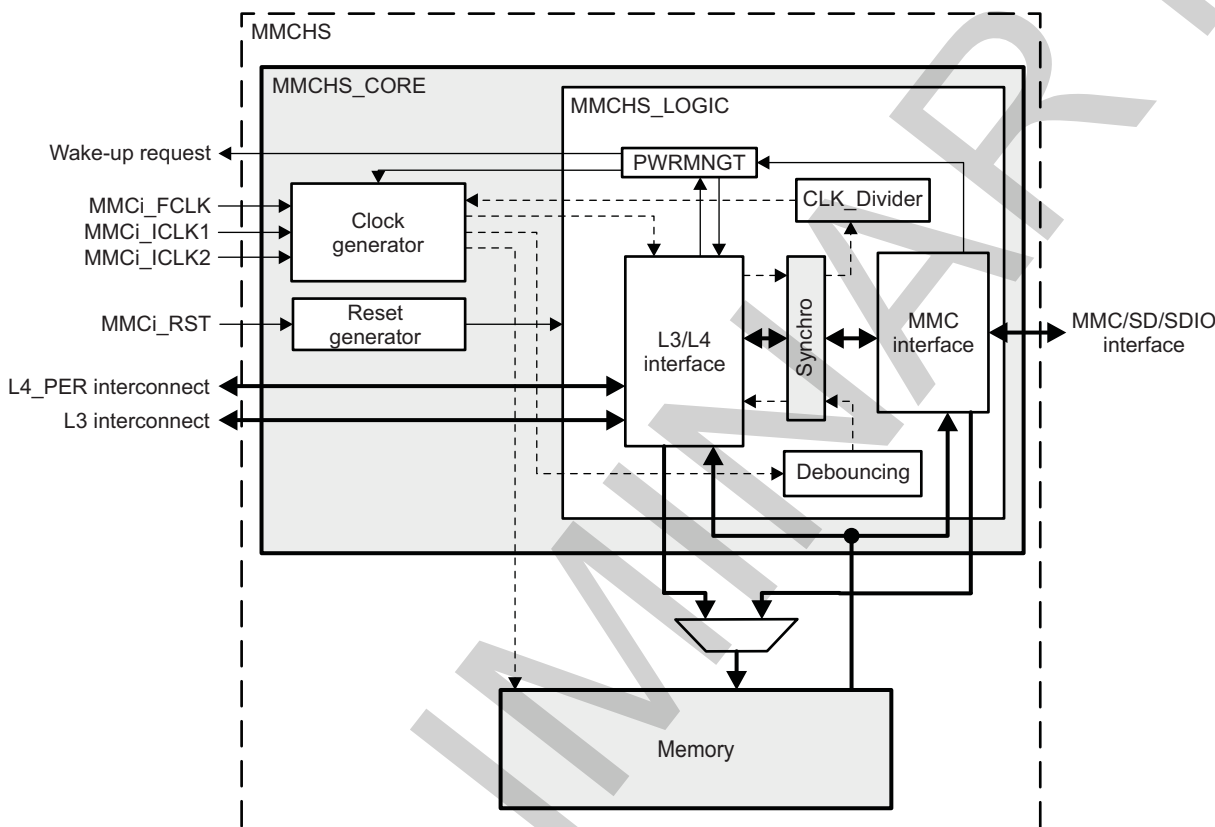 MMCHS
MMCHS_CORE
MMCHS_LOGIC
Wake-up request
PWRMNGT
MMCi_FCLK
MMCi_ICLK1
MMCi_ICLK2
Clock
generator
CLK_Divider
MMCi_RST
Reset
generator
L3/L4
interface
Synchro
MMC
interface
MMC/SD/SDIO
interface
L4_PER interconnect
L3 interconnect
Debouncing
Memory
IMINAR